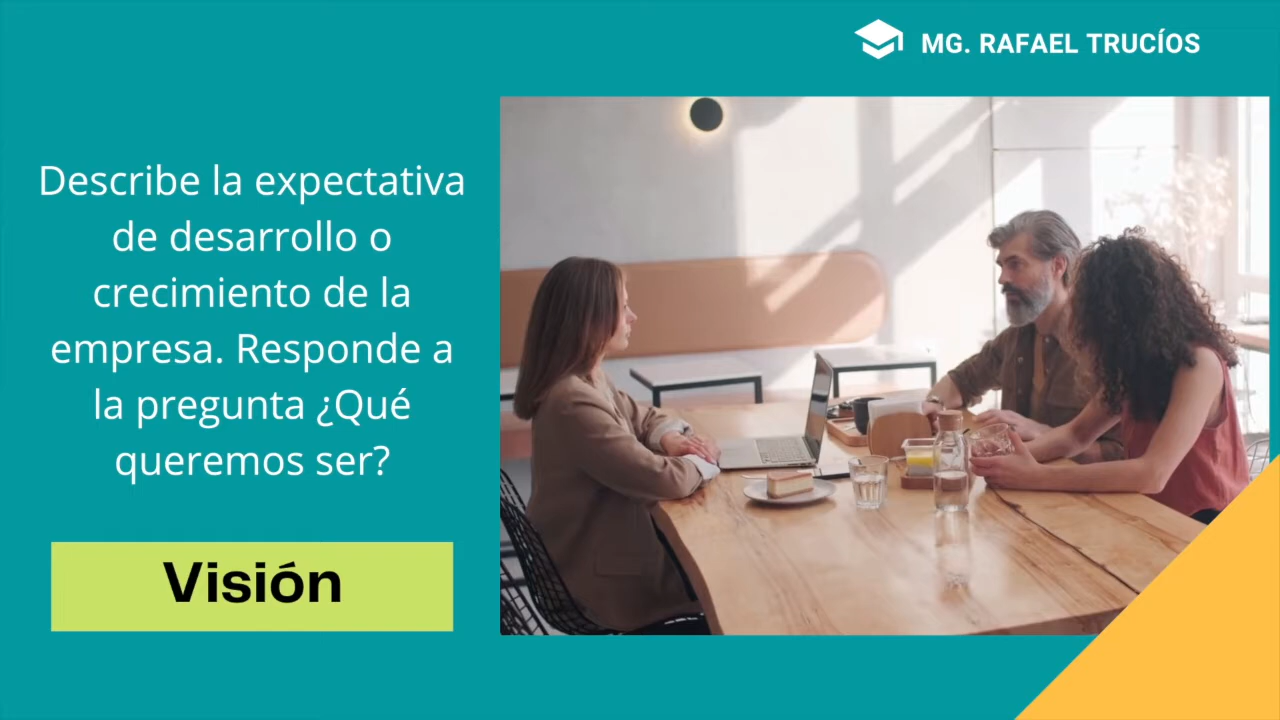 MG. RAFAEL TRUCÍOS
Describe la expectativa
de desarrollo o
crecimiento de la
empresa. Responde a
la pregunta ¿Qué
queremos ser?
Visión